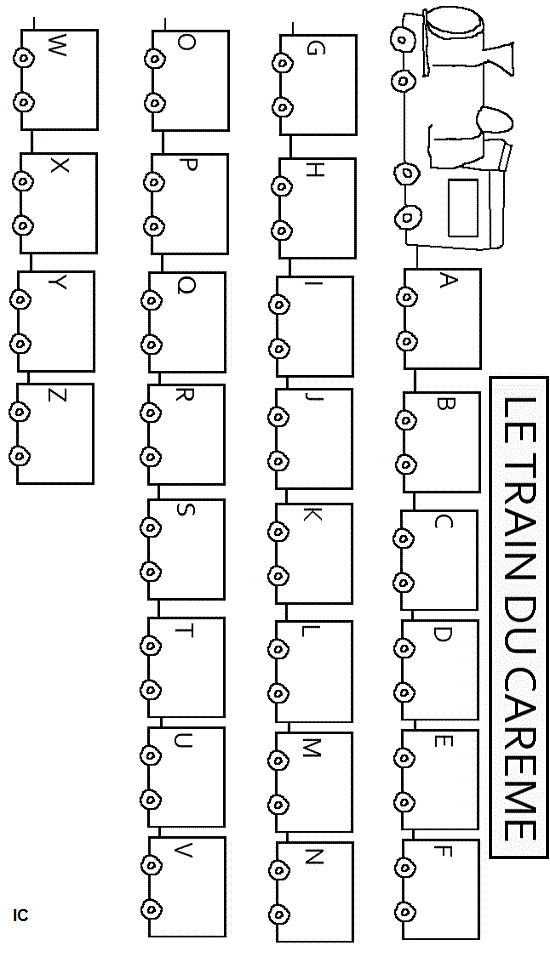 LE TRAIN DU CAREME
A B C D E F
G H I J K L M N
O P Q R S T U V
W X Y Z
IC